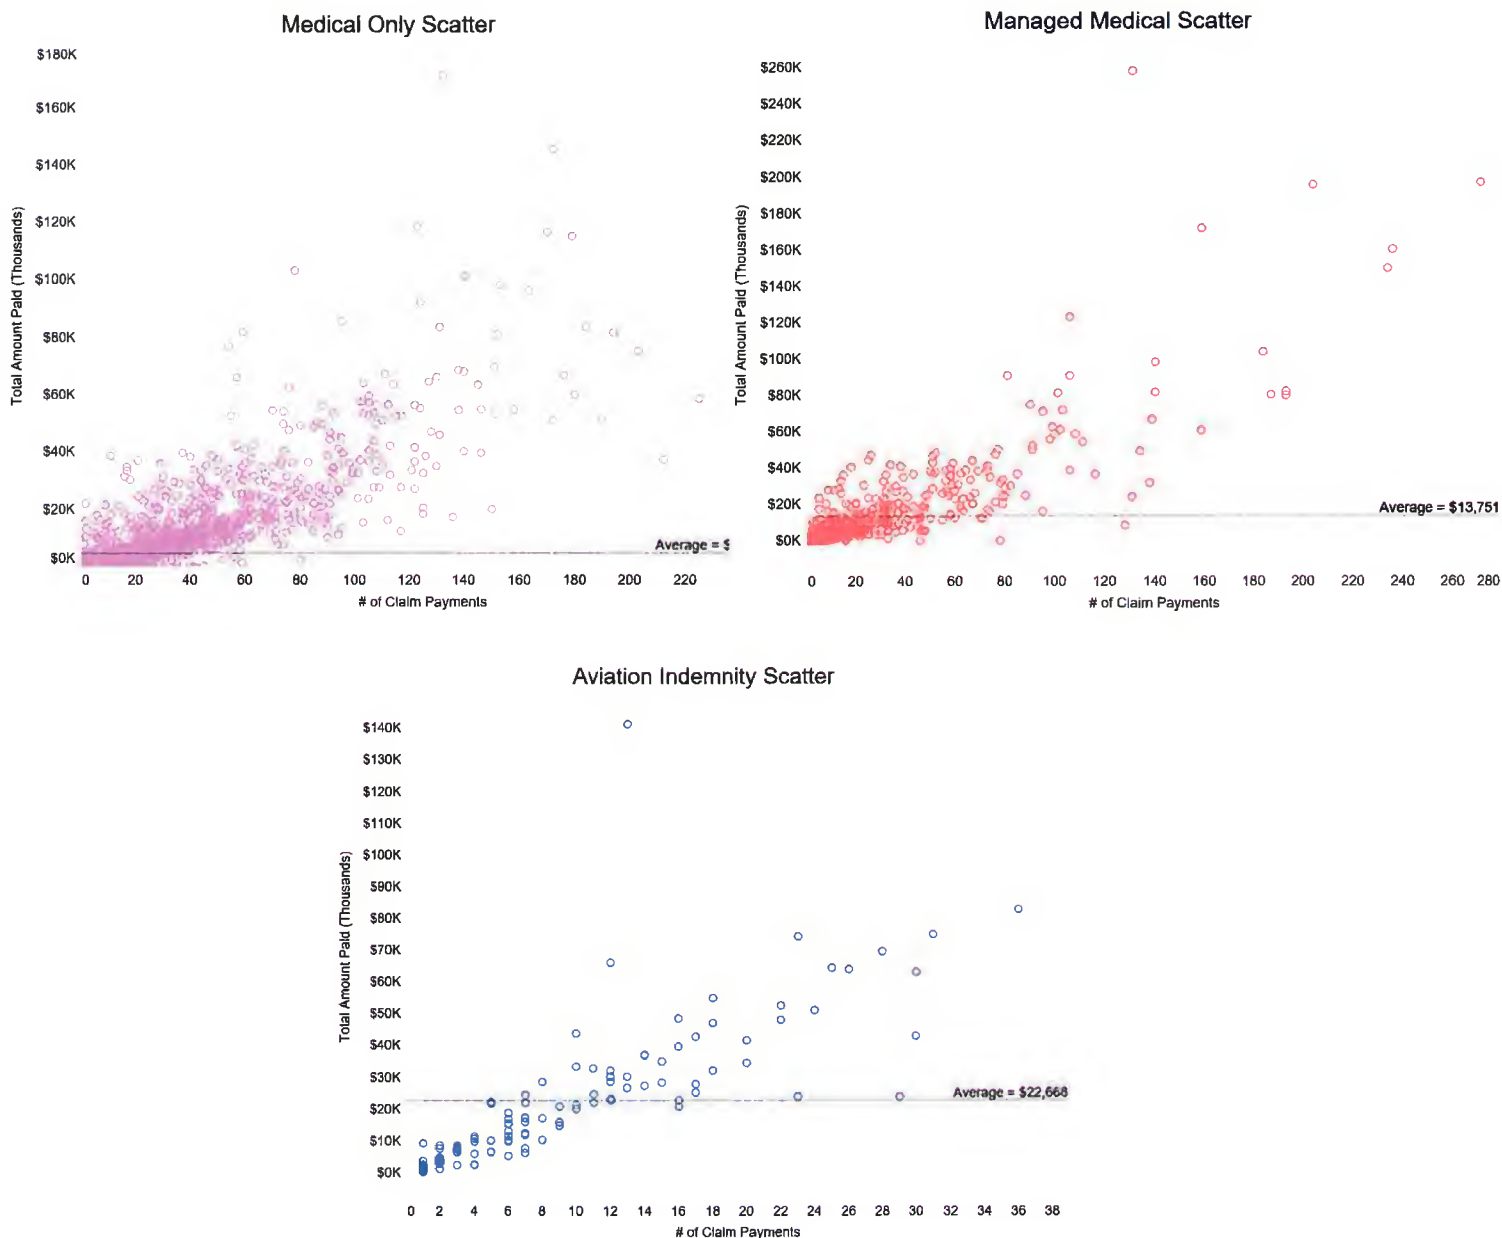 Medical Only Scatter
$180K
$160K
$140K
$120K
$100K
$80K
$60K
$40K
$20K
$0K
Total Amount Paid (Thousands)
Average = $
0 20 40 60 80 100 120 140 160 180 200 220
# of Claim Payments
Managed Medical Scatter
$260K
$240K
$220K
$200K
$180K
$160K
$140K
$120K
$100K
$80K
$60K
$40K
$20K
$0K
Total Amount Paid (Thousands)
Average = $13,751
0 20 40 60 80 100 120 140 160 180 200 220 240 260 280
# of Claim Payments
Aviation Indemnity Scatter
$140K
$130K
$120K
$110K
$100K
$90K
$80K
$70K
$60K
$50K
$40K
$30K
$20K
$10K
$0K
Total Amount Paid (Thousands)
Average = $22,668
0 2 4 6 8 10 12 14 16 18 20 22 24 26 28 30 32 34 36 38
# of Claim Payments